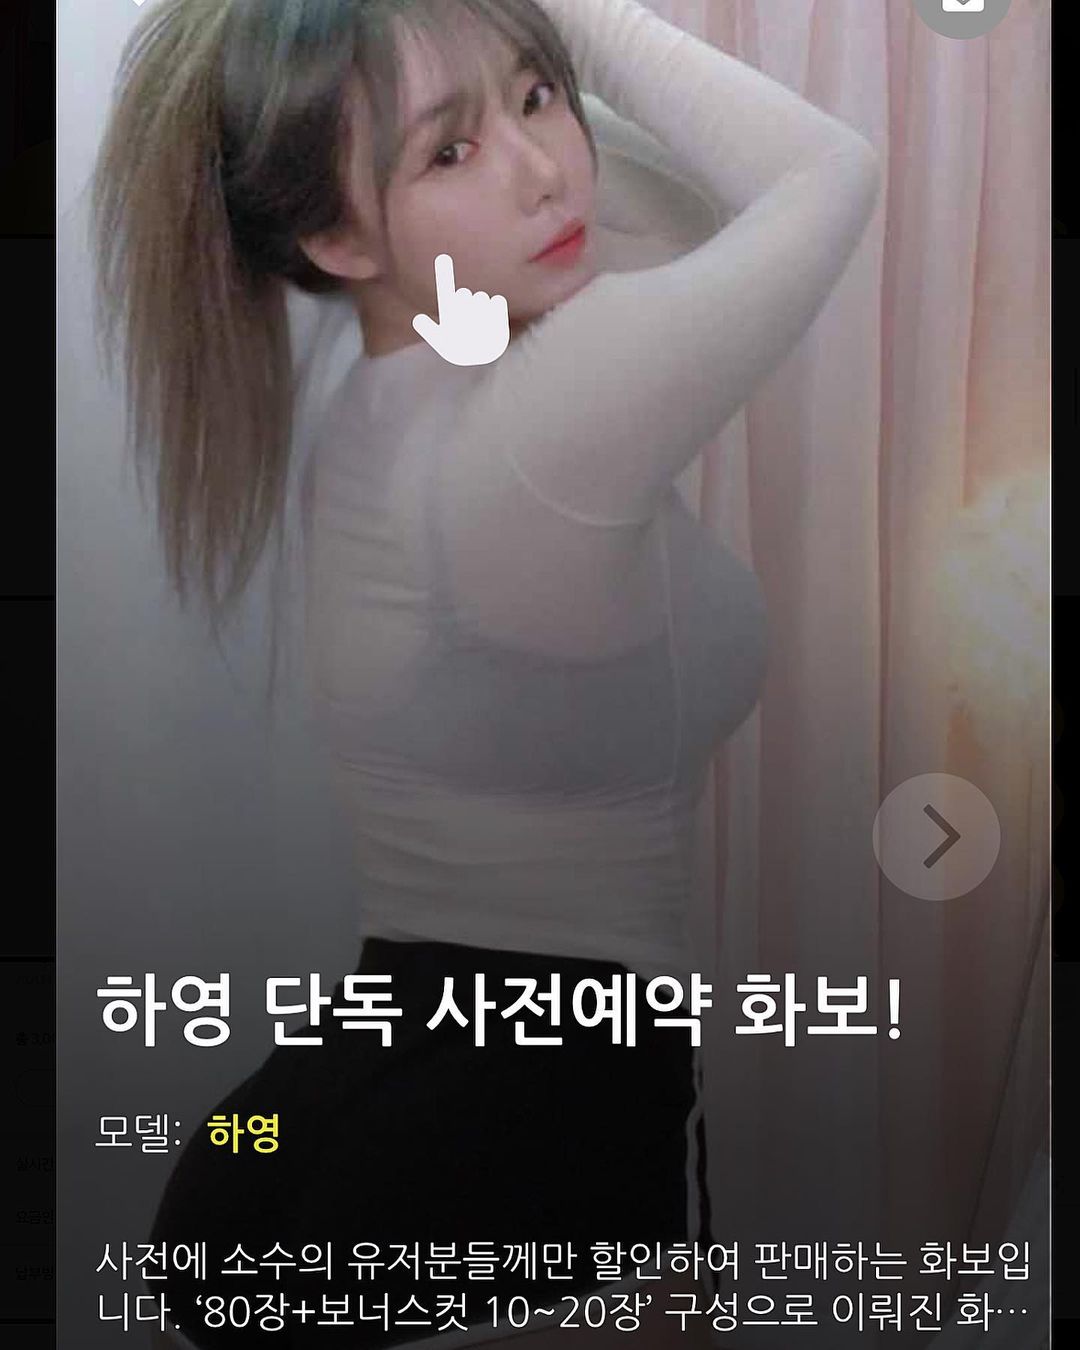 하영 단독 사전예약 화보!
모델: 하영
사전에 소수의 유저분들께만 할인하여 판매하는 화보입
니다. ‘80장+보너스컷 10~20장’ 구성으로 이뤄진 화…